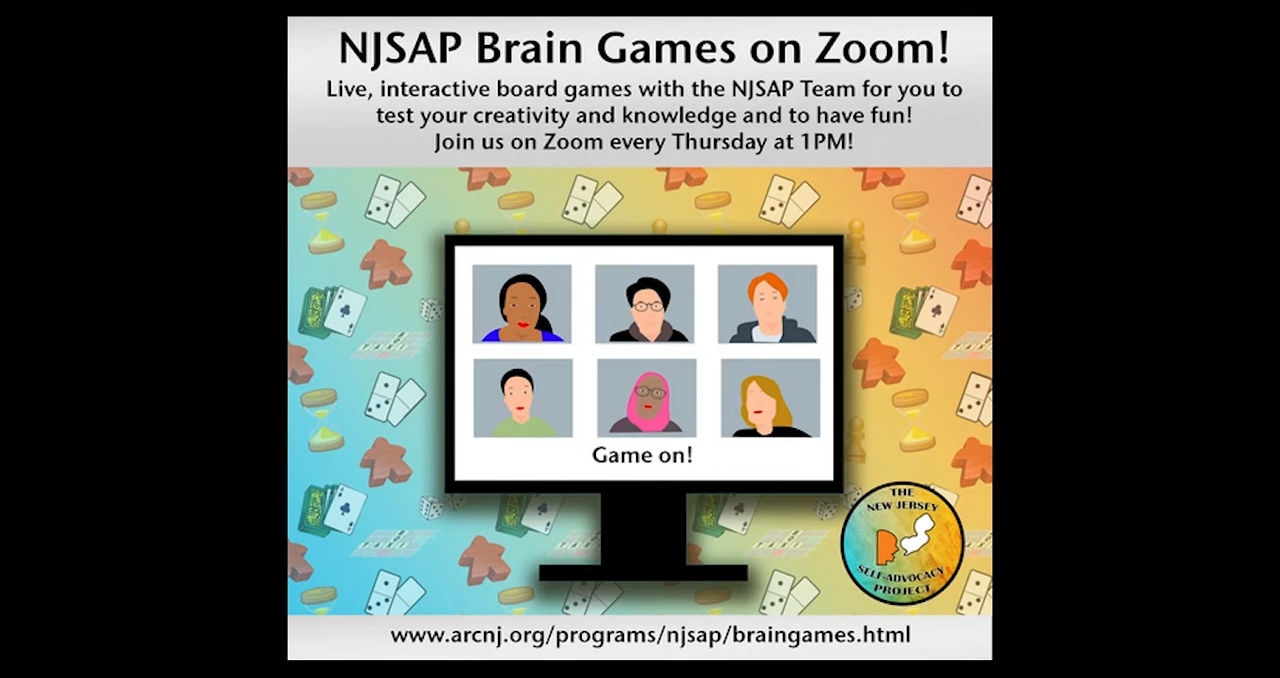 NJSAP Brain Games on Zoom!
Live, interactive board games with the NJSAP Team for you to
test your creativity and knowledge and to have fun!
Join us on Zoom every Thursday at 1PM!
Game on!
THE
NEW JERSEY
SELF-ADVOCACY
PROJECT
www.arcnj.org/programs/njsap/braingames.html